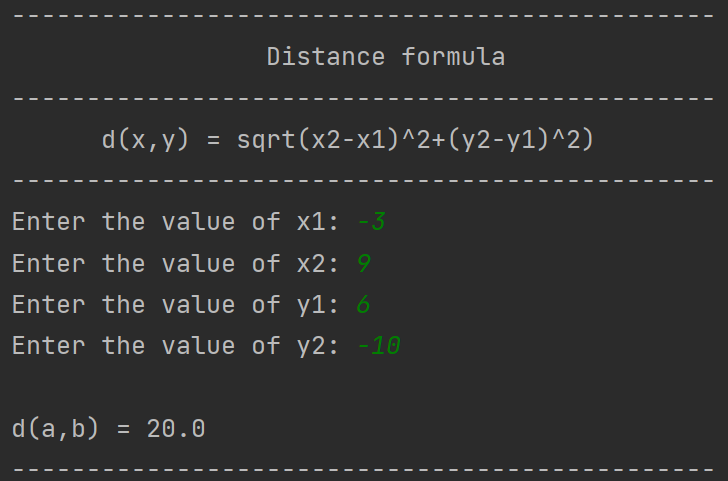 -----------------------------------------------
Distance formula
-----------------------------------------------
d(x,y) = sqrt(x2-x1)^2+(y2-y1)^2)
-----------------------------------------------
Enter the value of x1: -3
Enter the value of x2: 9
Enter the value of y1: 6
Enter the value of y2: -10
d(a,b) = 20.0
-----------------------------------------------